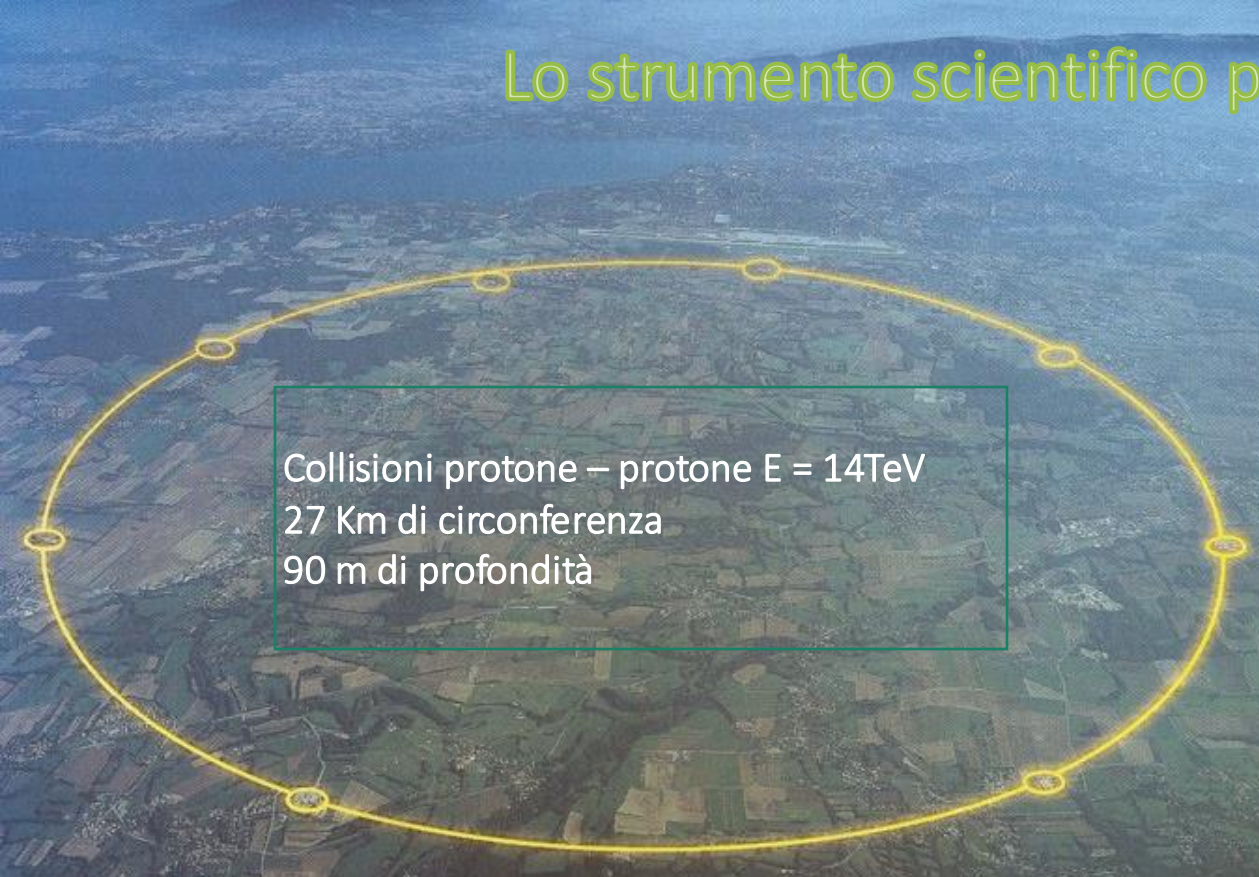 Lo strumento scientifico p
Collisioni protone – protone E = 14TeV
27 Km di circonferenza
90 m di profondità